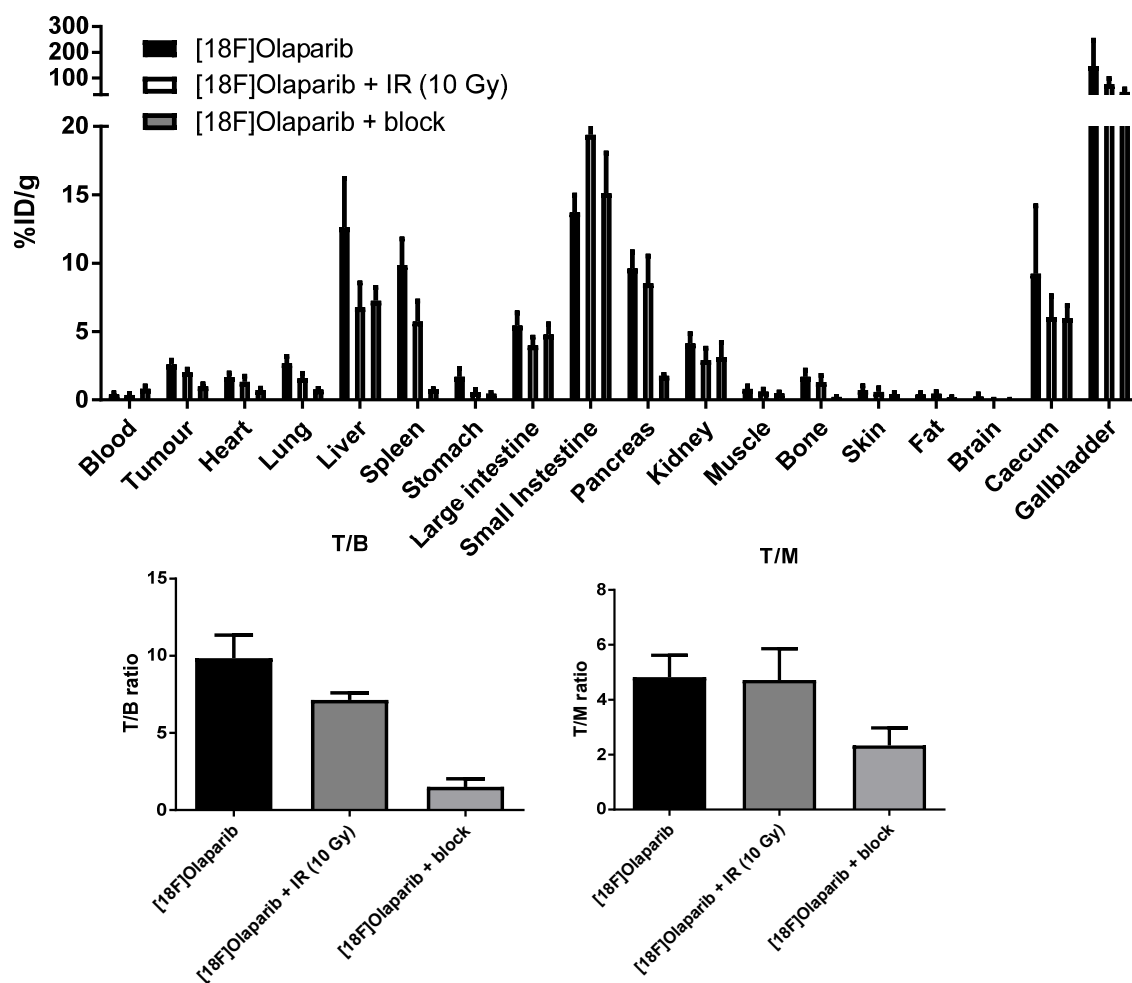 300
200
100
20
15
10
5
0
%ID/g
[18F]Olaparib
[18F]Olaparib + IR (10 Gy)
[18F]Olaparib + block
Blood
Tumour
Heart
Lung
Liver
Spleen
Stomach
Large intestine
Small Instestine
Pancreas
Kidney
Muscle
Bone
Skin
Fat
Brain
Caecum
Gallbladder
T/B
15
10
5
0
T/B ratio
[18F]Olaparib
[18F]Olaparib + IR (10 Gy)
[18F]Olaparib + block
T/M
8
6
4
2
0
T/M ratio
[18F]Olaparib
[18F]Olaparib + IR (10 Gy)
[18F]Olaparib + block